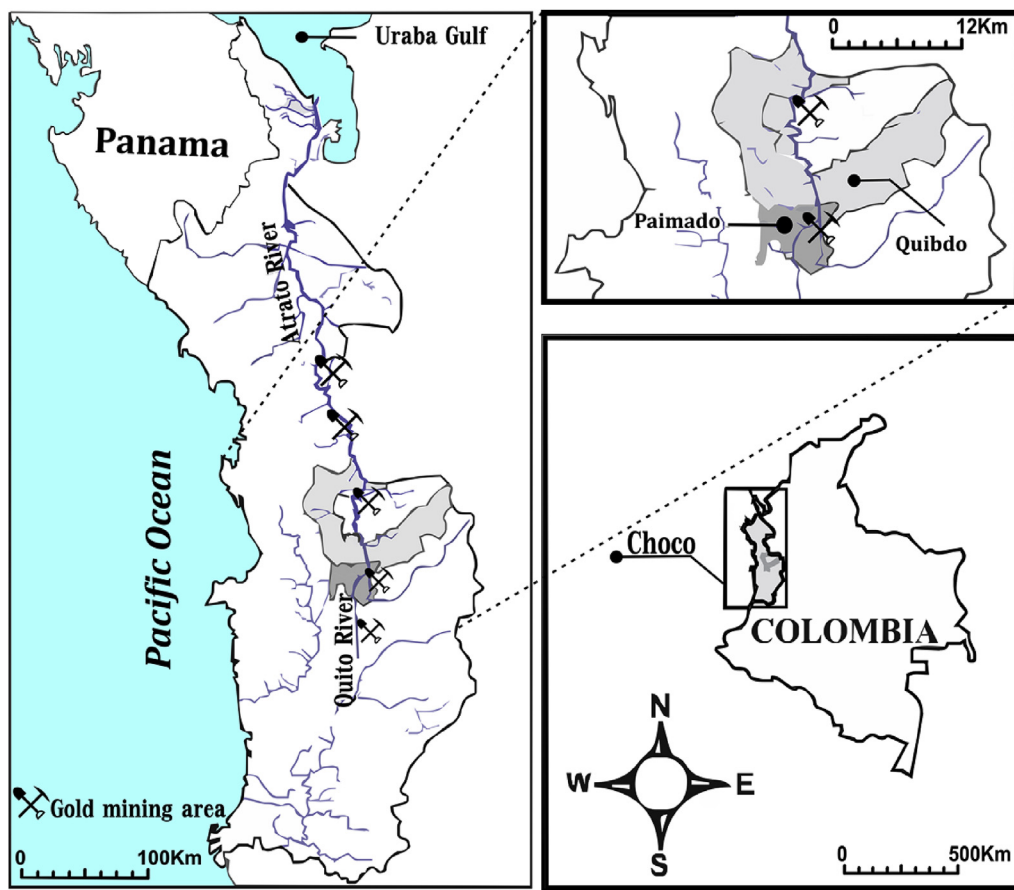 Uraba Gulf
Panama
Atrato River
Pacific Ocean
Quito River
Gold mining area
0 100Km
0 12Km
Paimado
Quibdo
Choco
COLOMBIA
N
W E
S
0 500Km